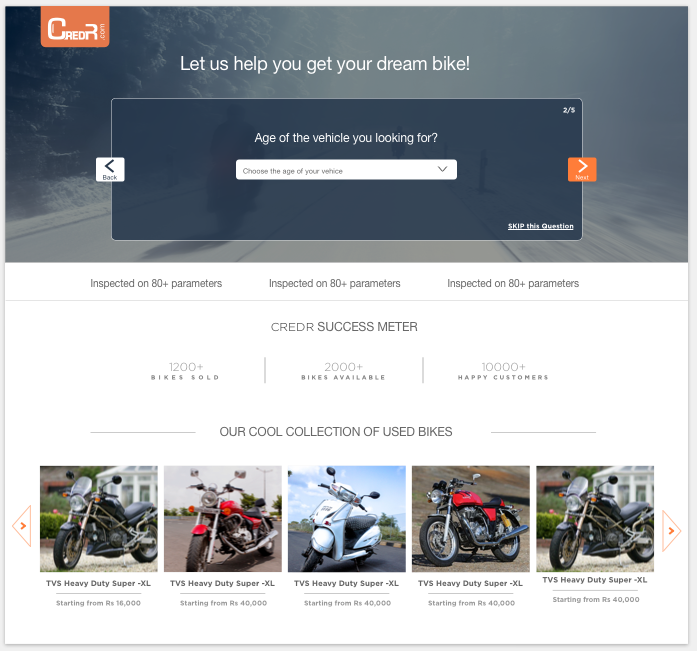 CREDR.com
Let us help you get your dream bike!
2/5
Age of the vehicle you looking for?
Choose the age of your vehice
Back
Next
SKIP this Question
Inspected on 80+ parameters Inspected on 80+ parameters Inspected on 80+ parameters
CREDR SUCCESS METER
1200+ 2000+ 10000+
BIKES SOLD BIKES AVAILABLE HAPPY CUSTOMERS
OUR COOL COLLECTION OF USED BIKES
TVS Heavy Duty Super -XL TVS Heavy Duty Super -XL TVS Heavy Duty Super -XL TVS Heavy Duty Super -XL TVS Heavy Duty Super -XL
Starting from Rs 16,000 Starting from Rs 40,000 Starting from Rs 40,000 Starting from Rs 40,000 Starting from Rs 40,000